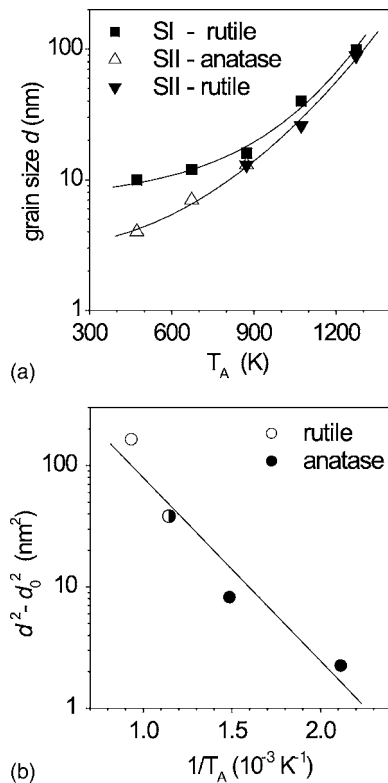 100
10
1
grain size d (nm)
SI - rutile
SII - anatase
SII - rutile
300 600 900 1200
T_A (K)
(a)
100
10
1
d² - d₀² (nm²)
rutile
anatase
1.0 1.5 2.0
1/T_A (10⁻³ K⁻¹)
(b)